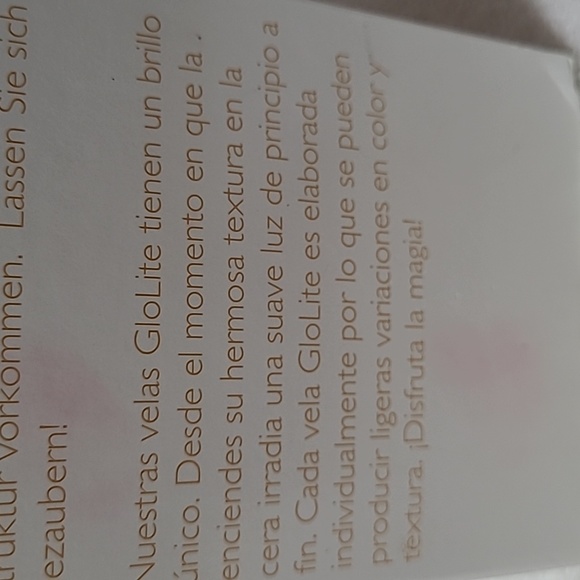 truktur vorkommen. Lassen Sie sich
ezaubern!
Nuestras velas GloLite tienen un brillo
único. Desde el momento en que la
enciendes su hermosa textura en la
cera irradia una suave luz de principio a
fin. Cada vela GloLite es elaborada
individualmente por lo que se pueden
producir ligeras variaciones en color y
textura. ¡Disfruta la magia!